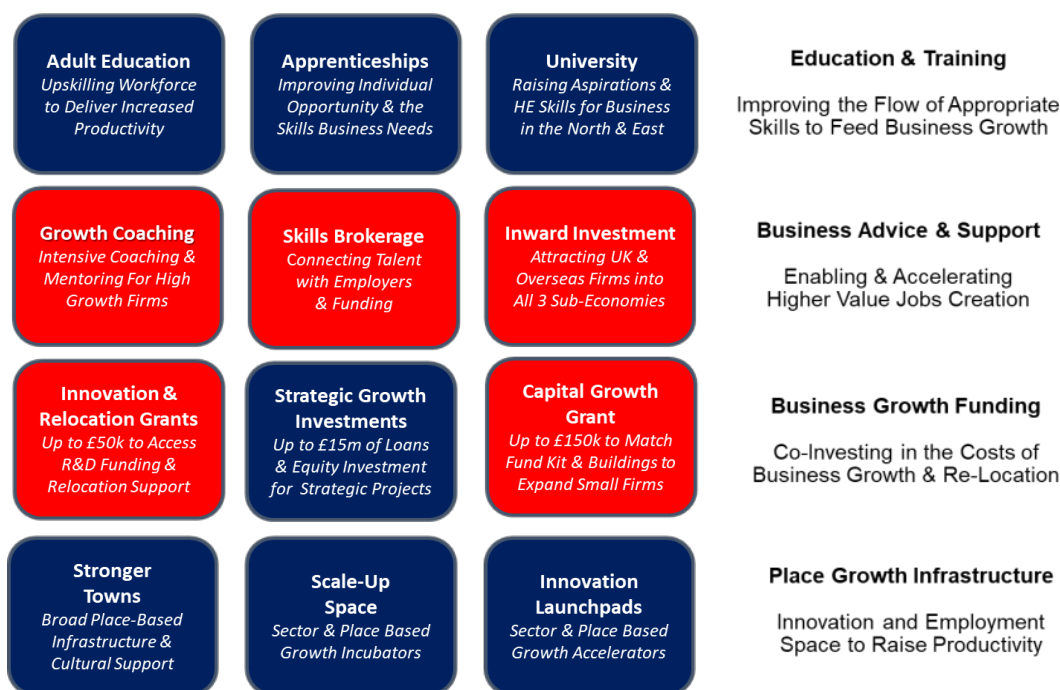 Adult Education
Upskilling Workforce
to Deliver Increased
Productivity
Apprenticeships
Improving Individual
Opportunity & the
Skills Business Needs
University
Raising Aspirations &
HE Skills for Business
in the North & East
Education & Training
Improving the Flow of Appropriate
Skills to Feed Business Growth
Growth Coaching
Intensive Coaching &
Mentoring For High
Growth Firms
Skills Brokerage
Connecting Talent
with Employers
& Funding
Inward Investment
Attracting UK &
Overseas Firms into
All 3 Sub-Economies
Business Advice & Support
Enabling & Accelerating
Higher Value Jobs Creation
Innovation &
Relocation Grants
Up to £50k to Access
R&D Funding &
Relocation Support
Strategic Growth
Investments
Up to £15m of Loans
& Equity Investment
for Strategic Projects
Capital Growth
Grant
Up to £150k to Match
Fund Kit & Buildings to
Expand Small Firms
Business Growth Funding
Co-Investing in the Costs of
Business Growth & Re-Location
Stronger
Towns
Broad Place-Based
Infrastructure &
Cultural Support
Scale-Up
Space
Sector & Place Based
Growth Incubators
Innovation
Launchpads
Sector & Place Based
Growth Accelerators
Place Growth Infrastructure
Innovation and Employment
Space to Raise Productivity